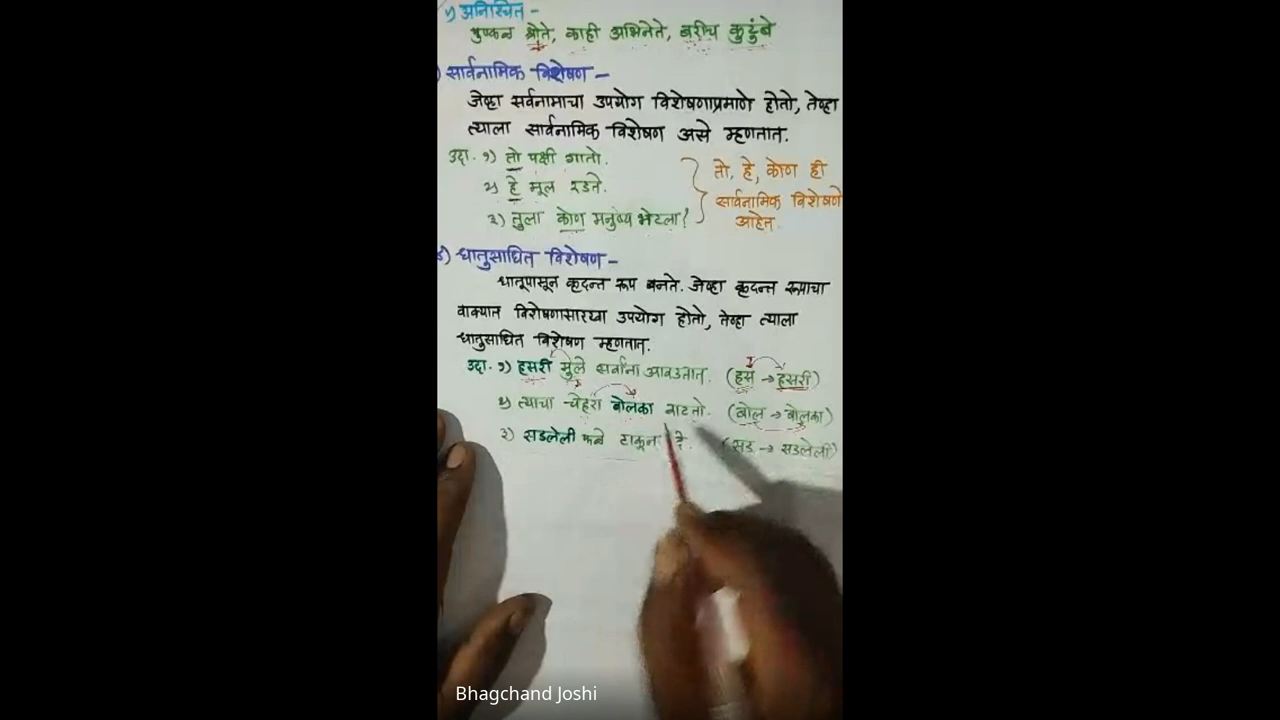 ५) अनिश्चित -
पुष्कळ श्रोते, काही अभिनेते, बरीच कुटुंबे
) सार्वनामिक विशेषण -
जेव्हा सर्वनामाचा उपयोग विशेषणाप्रमाणे होतो, तेव्हा
त्याला सार्वनामिक विशेषण असे म्हणतात.
उदा. १) तो पक्षी गातो.
२) हे मूल रडते.
३) तुला कोण मनुष्य भेटला?
तो, हे, कोण ही
सार्वनामिक विशेषणे
आहेत.
४) धातुसाधित विशेषण -
धातूपासून कृदन्त रूप बनते. जेव्हा कृदन्त रूपाचा
वाक्यात विशेषणासारखा उपयोग होतो, तेव्हा त्याला
धातुसाधित विशेषण म्हणतात.
उदा. १) हसरी मुले सर्वांना आवडतात. (हस → हसरी)
२) त्याचा चेहरा बोलका वाटतो. (बोल → बोलका)
३) सडलेली फळे टाकून दे. (सड → सडलेली)
Bhagchand Joshi